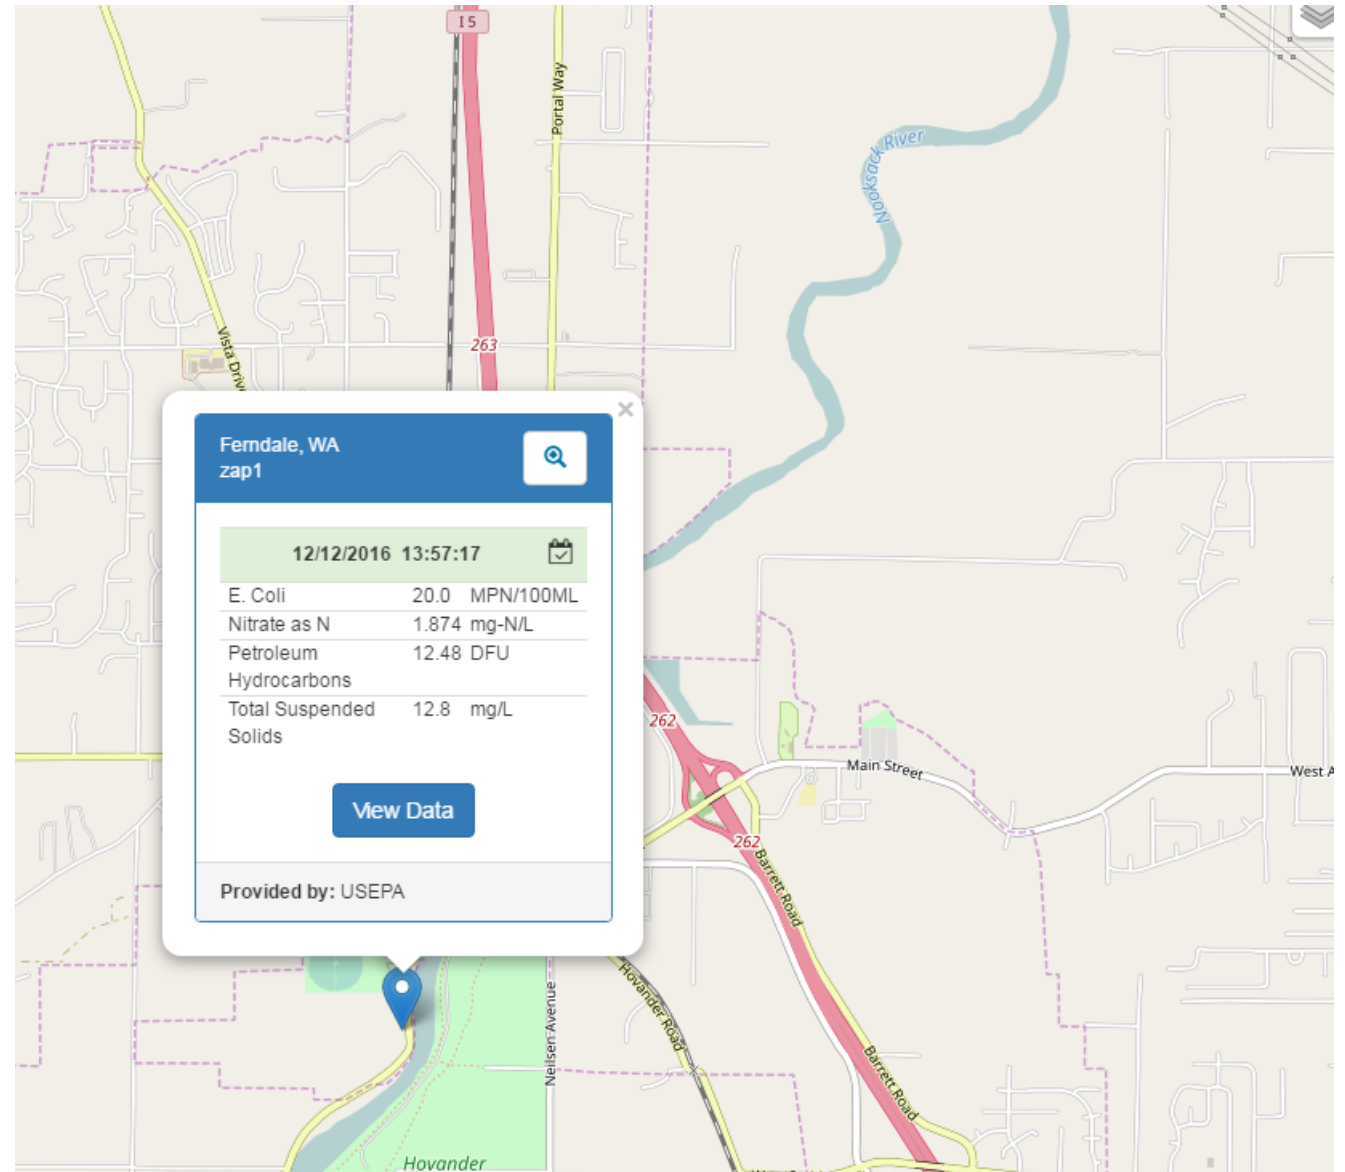 I 5
Portal Way
Nooksack River
Vista Driv
263
×
Ferndale, WA
zap1
12/12/2016 13:57:17
E. Coli 20.0 MPN/100ML
Nitrate as N 1.874 mg-N/L
Petroleum 12.48 DFU
Hydrocarbons
Total Suspended 12.8 mg/L
Solids
View Data
Provided by: USEPA
262
Main Street
West A
262
Barrett Road
Hovander Road
Neilsen Avenue
Barrett Road
Hovander